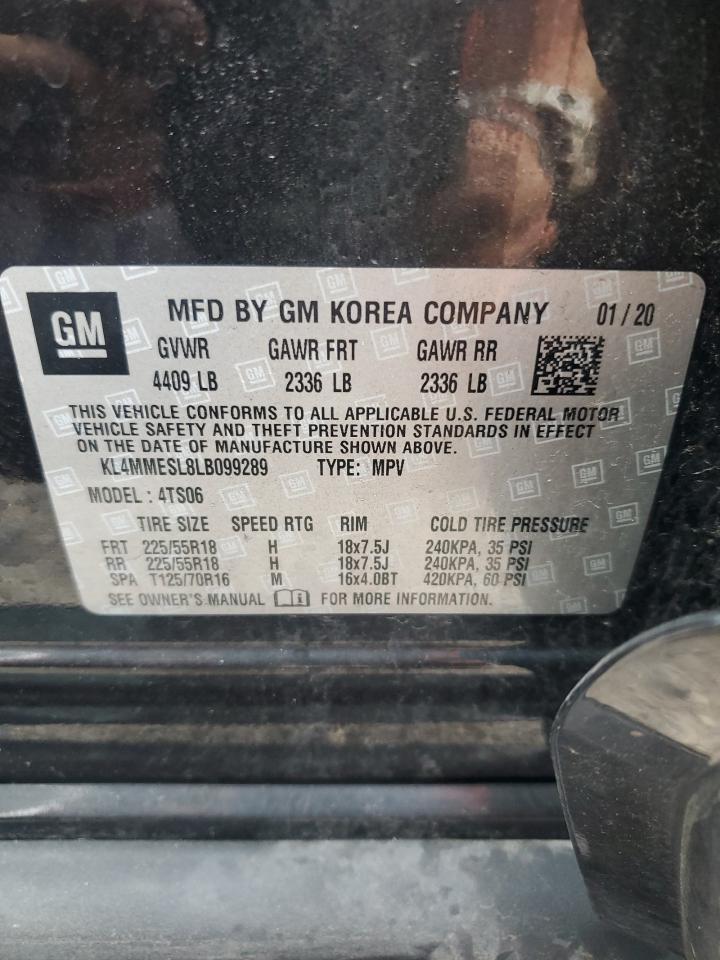 GM
MFD BY GM KOREA COMPANY 01 / 20
GVWR GAWR FRT GAWR RR
4409 LB 2336 LB 2336 LB
THIS VEHICLE CONFORMS TO ALL APPLICABLE U.S. FEDERAL MOTOR
VEHICLE SAFETY AND THEFT PREVENTION STANDARDS IN EFFECT
ON THE DATE OF MANUFACTURE SHOWN ABOVE.
KL4MMESL8LB099289 TYPE: MPV
MODEL : 4TS06
TIRE SIZE SPEED RTG RIM COLD TIRE PRESSURE
FRT 225/55R18 H 18x7.5J 240KPA, 35 PSI
RR 225/55R18 H 18x7.5J 240KPA, 35 PSI
SPA T125/70R16 M 16x4.0BT 420KPA, 60 PSI
SEE OWNER'S MANUAL FOR MORE INFORMATION.